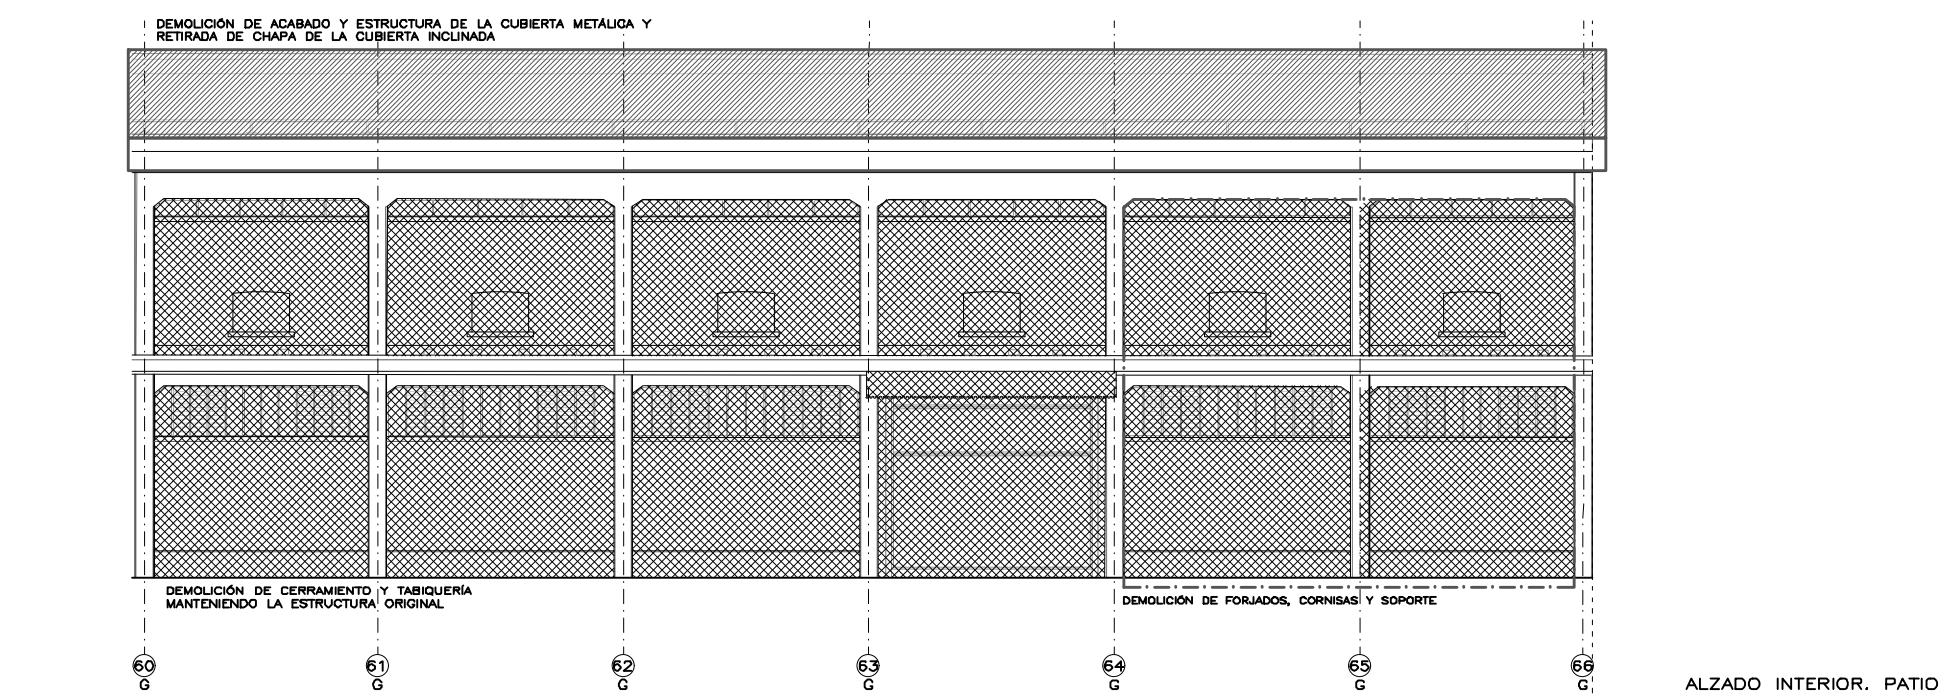 DEMOLICIÓN DE ACABADO Y ESTRUCTURA DE LA CUBIERTA METÁLICA Y
RETIRADA DE CHAPA DE LA CUBIERTA INCLINADA
DEMOLICIÓN DE CERRAMIENTO Y TABIQUERÍA
MANTENIENDO LA ESTRUCTURA ORIGINAL
DEMOLICIÓN DE FORJADOS, CORNISAS Y SOPORTE
60 61 62 63 64 65 66
G G G G G G G
ALZADO INTERIOR. PATIO